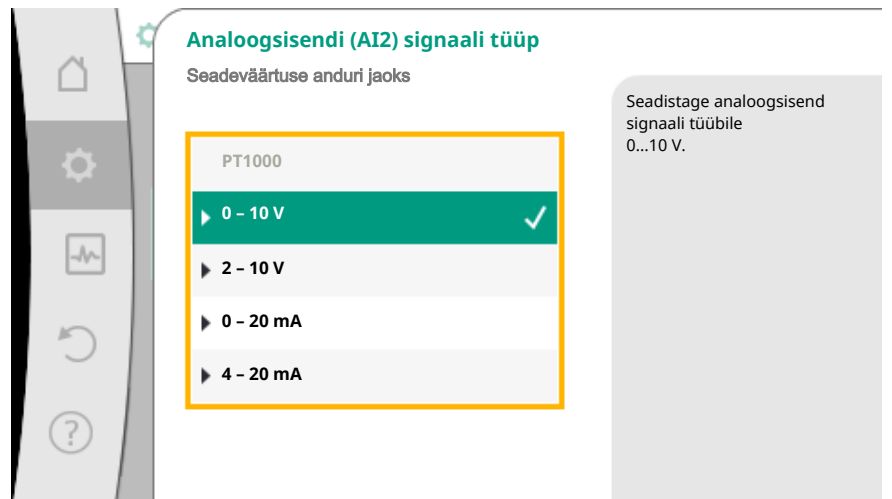 Analoogsisendi (AI2) signaali tüüp
Seadeväärtuse anduri jaoks
PT1000
0 – 10 V
2 – 10 V
0 – 20 mA
4 – 20 mA
Seadistage analoogsisend
signaali tüübile
0...10 V.
?